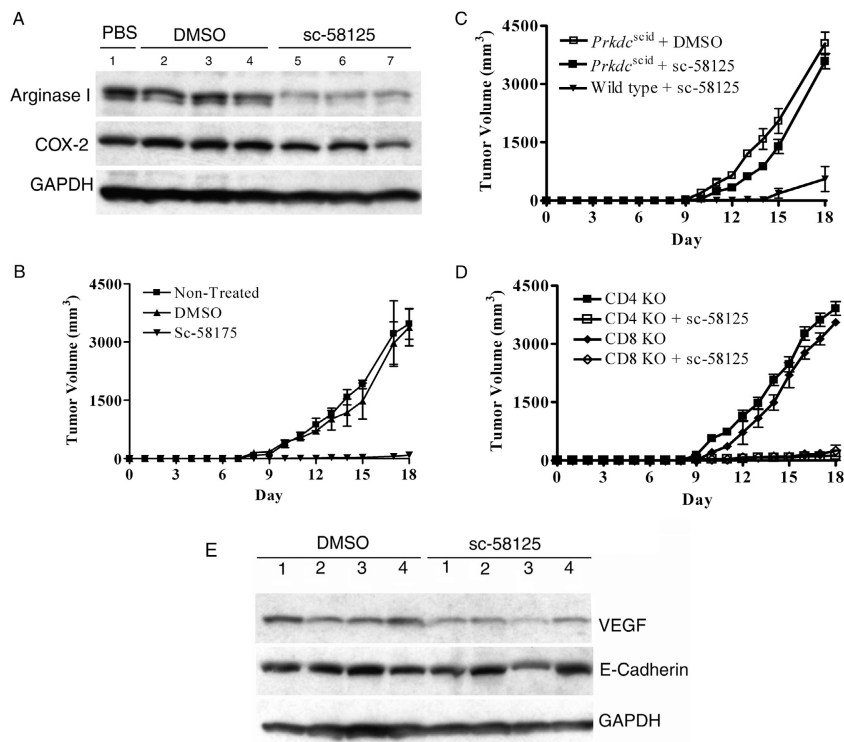 A
PBS DMSO sc-58125
1 2 3 4 5 6 7
Arginase I
COX-2
GAPDH
B
Tumor Volume (mm³)
4500
3000
1500
0
Non-Treated
DMSO
Sc-58175
0 3 6 9 12 15 18
Day
C
Tumor Volume (mm³)
4500
3000
1500
0
Prkdcscid + DMSO
Prkdcscid + sc-58125
Wild type + sc-58125
0 3 6 9 12 15 18
Day
D
Tumor Volume (mm³)
4500
3000
1500
0
CD4 KO
CD4 KO + sc-58125
CD8 KO
CD8 KO + sc-58125
0 3 6 9 12 15 18
Day
E
DMSO sc-58125
1 2 3 4 1 2 3 4
VEGF
E-Cadherin
GAPDH